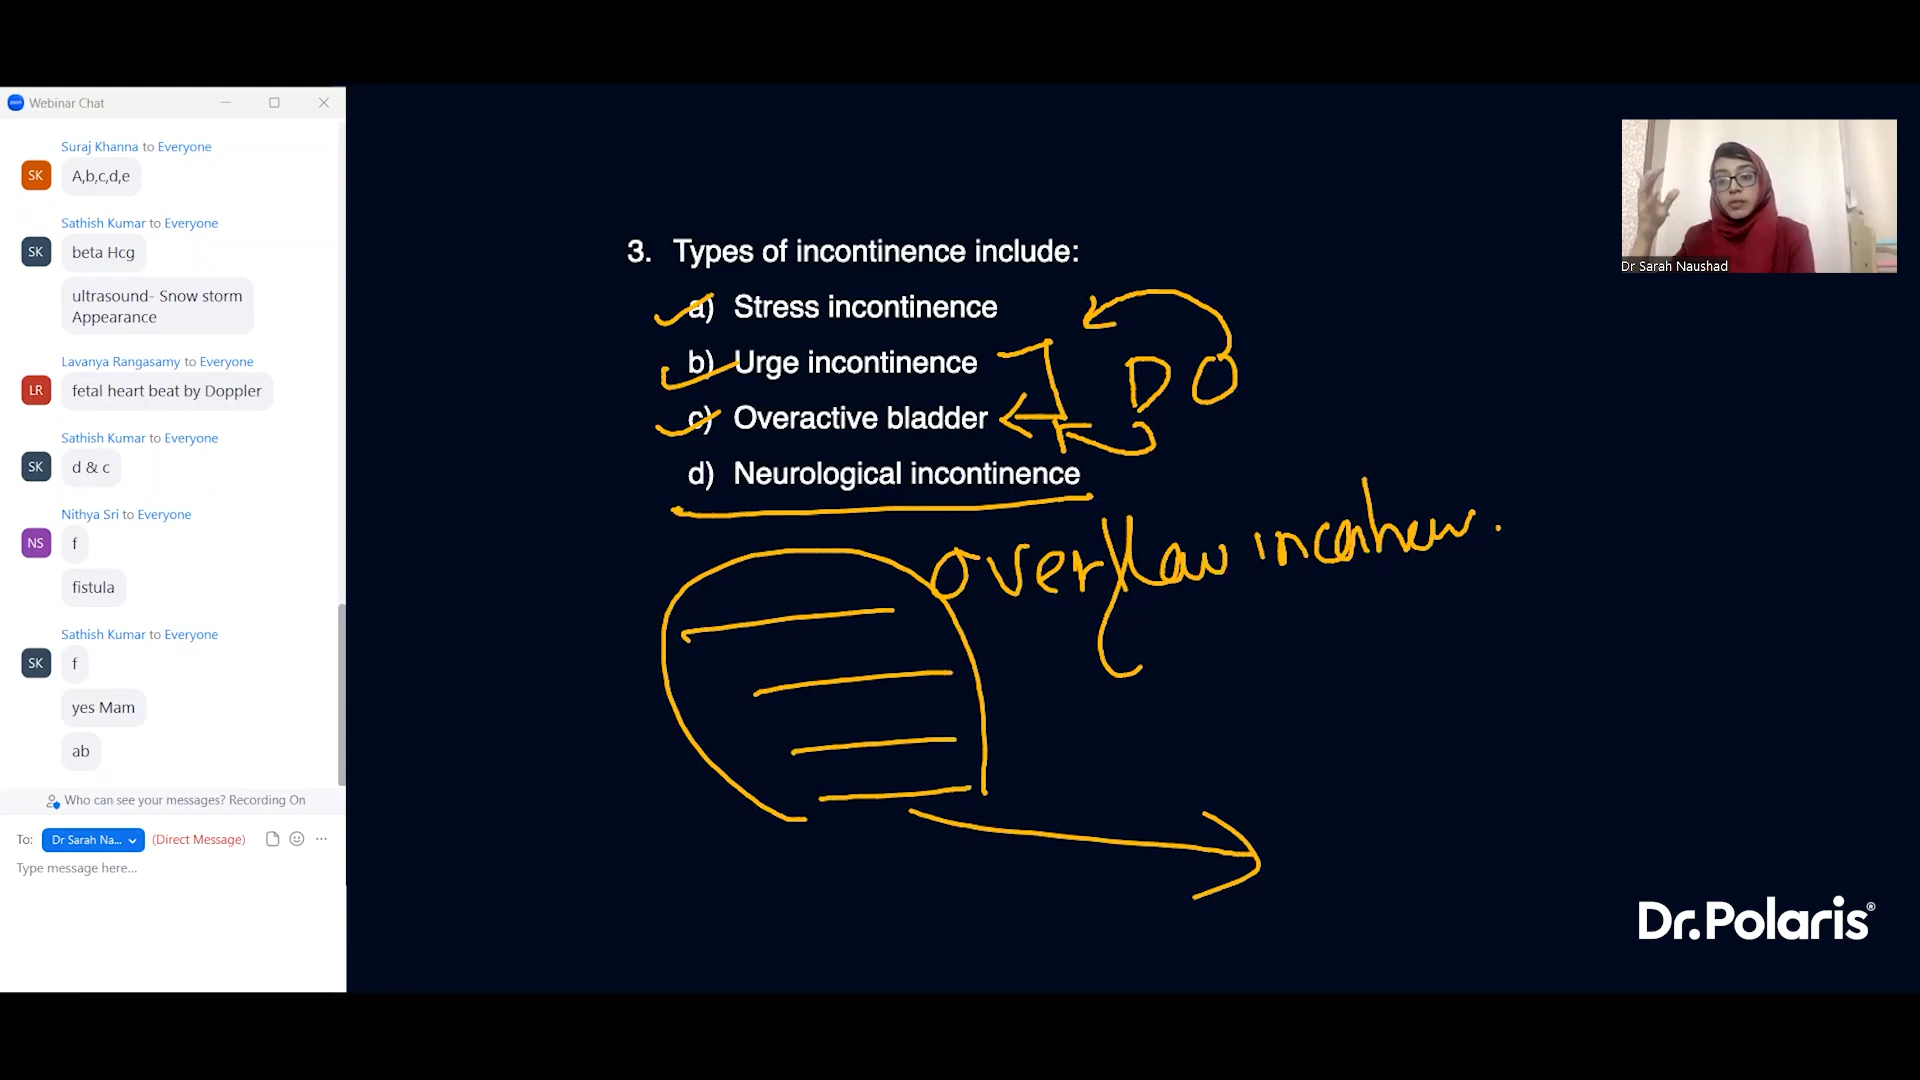 Webinar Chat
Suraj Khanna to Everyone
SK
A,b,c,d,e
Sathish Kumar to Everyone
SK
beta Hcg
ultrasound- Snow storm
Appearance
Lavanya Rangasamy to Everyone
LR
fetal heart beat by Doppler
Sathish Kumar to Everyone
SK
d & c
Nithya Sri to Everyone
NS
f
fistula
Sathish Kumar to Everyone
SK
f
yes Mam
ab
Who can see your messages? Recording On
To: Dr Sarah Na... (Direct Message)
Type message here...
3. Types of incontinence include:
a) Stress incontinence
b) Urge incontinence
c) Overactive bladder
d) Neurological incontinence
DO
overflow
Dr Sarah Naushad
Dr.Polaris®